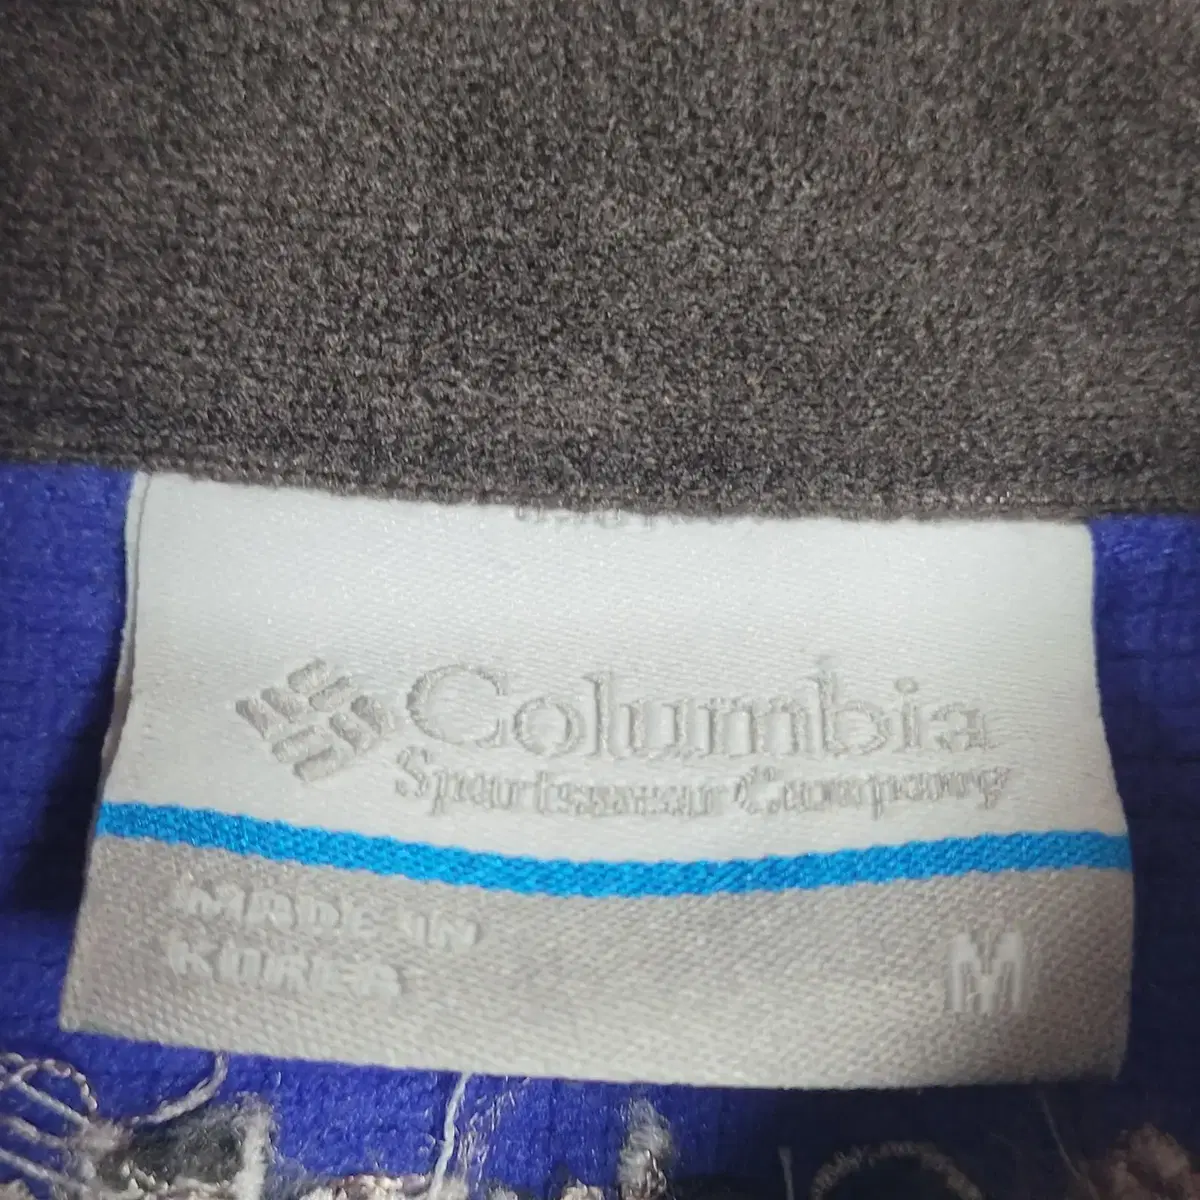 Columbia
Sportswear Company
MADE IN
KOREA
M